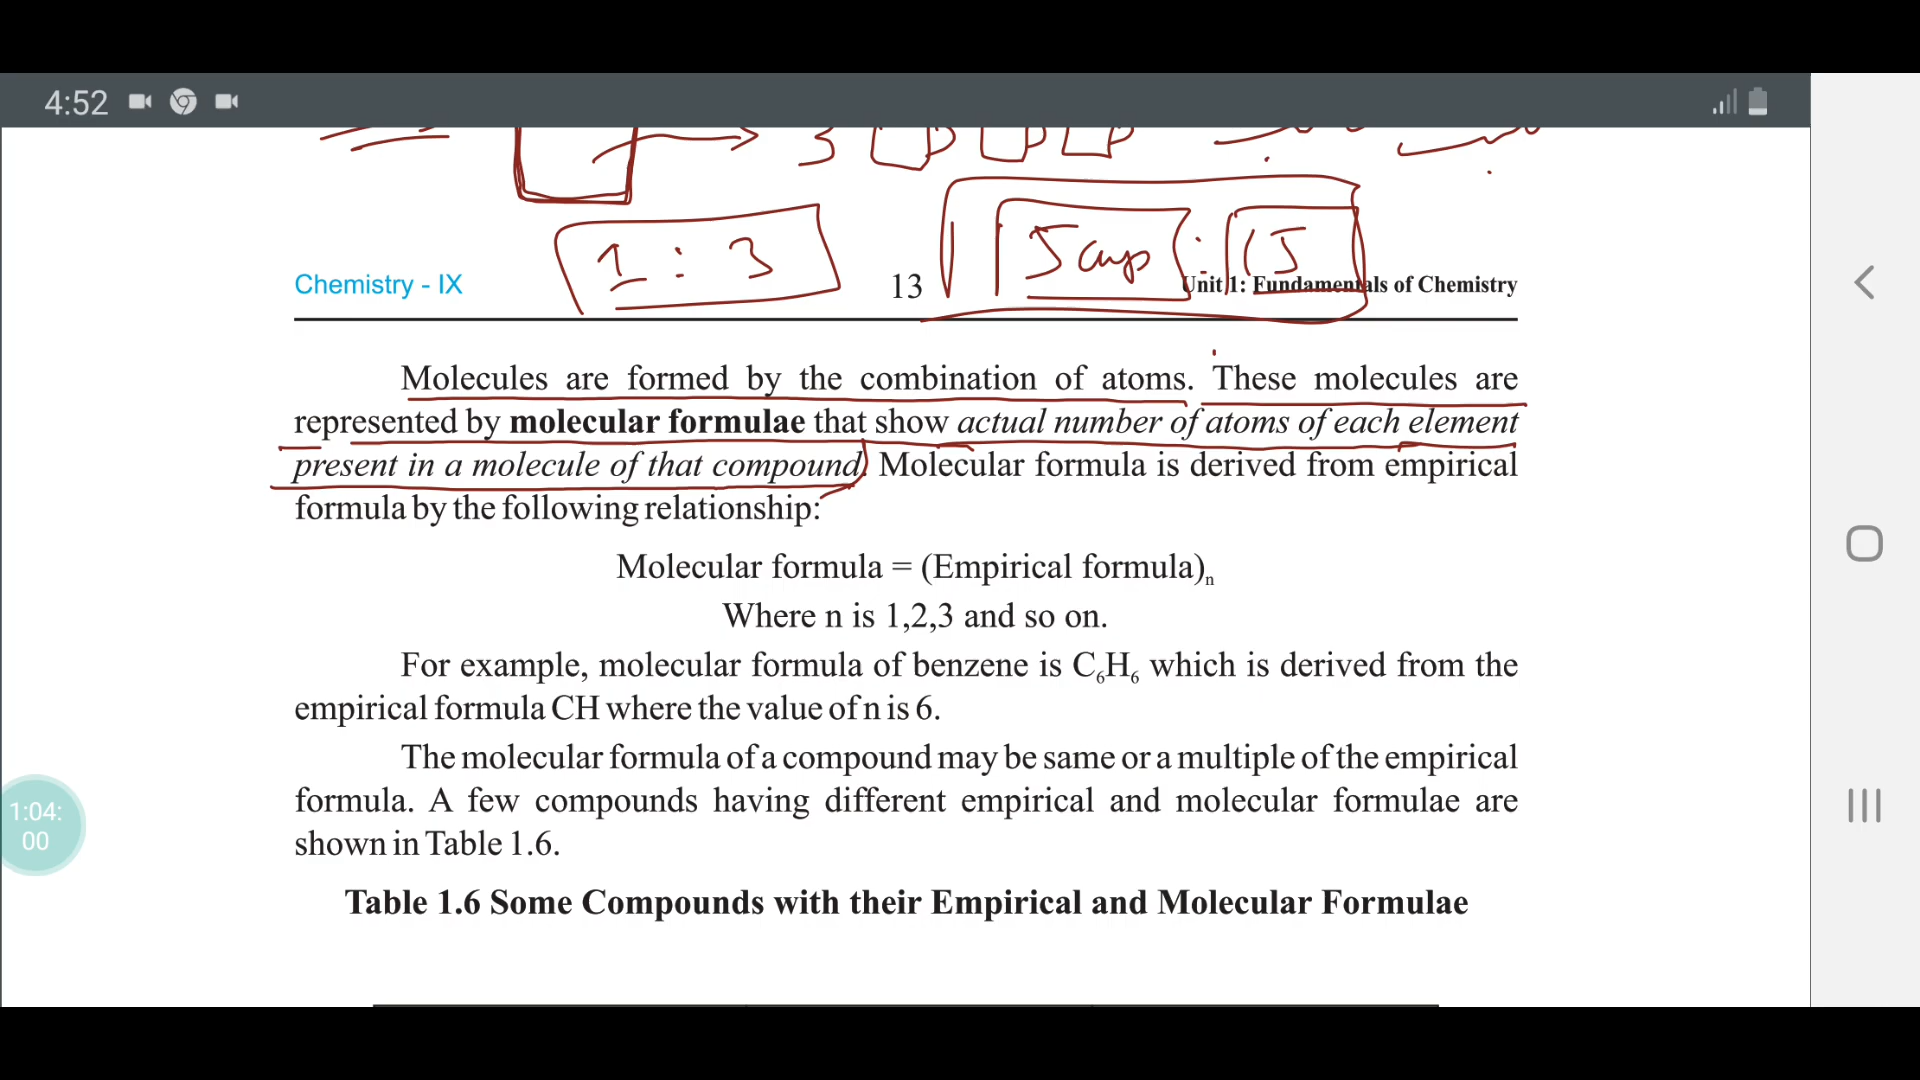 4:52
3
1 : 3
5 cup : 15
Chemistry - IX 13 Unit 1: Fundamentals of Chemistry
Molecules are formed by the combination of atoms. These molecules are
represented by molecular formulae that show actual number of atoms of each element
present in a molecule of that compound. Molecular formula is derived from empirical
formula by the following relationship:
Molecular formula = (Empirical formula)n
Where n is 1,2,3 and so on.
For example, molecular formula of benzene is C6H6 which is derived from the
empirical formula CH where the value of n is 6.
The molecular formula of a compound may be same or a multiple of the empirical
formula. A few compounds having different empirical and molecular formulae are
shown in Table 1.6.
1:04:
00
Table 1.6 Some Compounds with their Empirical and Molecular Formulae